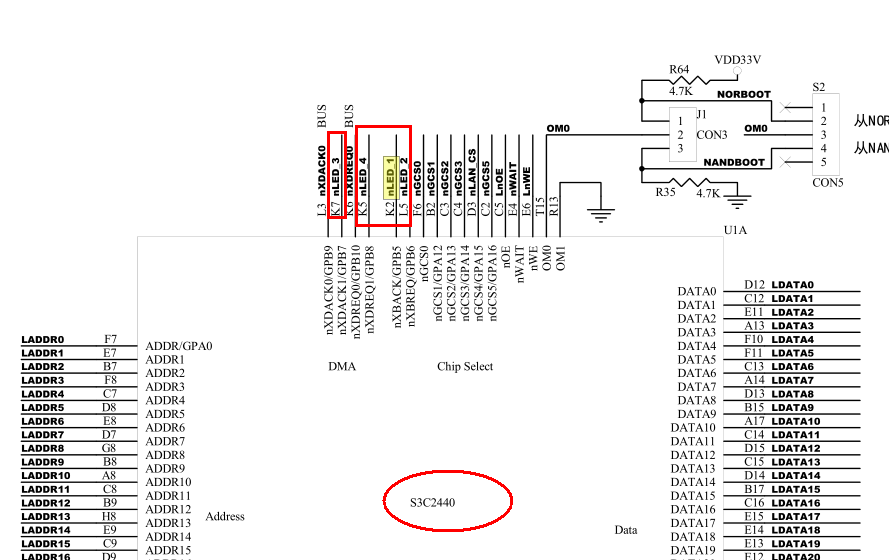 VDD33V
R64
4.7K
NORBOOT
S2
J1
CON3
1
2
3
OM0
OM0
1
2
3
4
5
从NOR
从NAN
NANDBOOT
R35
4.7K
CON5
U1A
BUS
BUS
L3 nXDACK0
K7 nLED_3
K6 nXDREQ0
K5 nLED_4
K2 nLED_1
L5 nLED_2
F6 nGCS0
B2 nGCS1
C3 nGCS2
C4 nGCS3
D3 nLAN_CS
C2 nGCS5
C5 LnOE
E4 nWAIT
E6 LnWE
T15
R13
nXDACK0/GPB9
nXDACK1/GPB7
nXDREQ0/GPB10
nXDREQ1/GPB8
nXBACK/GPB5
nXBREQ/GPB6
nGCS0
nGCS1/GPA12
nGCS2/GPA13
nGCS3/GPA14
nGCS4/GPA15
nGCS5/GPA16
nOE
nWAIT
nWE
OM0
OM1
DMA
Chip Select
S3C2440
Address
Data
LADDR0 F7 ADDR/GPA0
LADDR1 E7 ADDR1
LADDR2 B7 ADDR2
LADDR3 F8 ADDR3
LADDR4 C7 ADDR4
LADDR5 D8 ADDR5
LADDR6 E8 ADDR6
LADDR7 D7 ADDR7
LADDR8 G8 ADDR8
LADDR9 B8 ADDR9
LADDR10 A8 ADDR10
LADDR11 C8 ADDR11
LADDR12 B9 ADDR12
LADDR13 H8 ADDR13
LADDR14 E9 ADDR14
LADDR15 C9 ADDR15
LADDR16 D9
DATA0 D12 LDATA0
DATA1 C12 LDATA1
DATA2 E11 LDATA2
DATA3 A13 LDATA3
DATA4 F10 LDATA4
DATA5 F11 LDATA5
DATA6 C13 LDATA6
DATA7 A14 LDATA7
DATA8 D13 LDATA8
DATA9 B15 LDATA9
DATA10 A17 LDATA10
DATA11 C14 LDATA11
DATA12 D15 LDATA12
DATA13 C15 LDATA13
DATA14 D14 LDATA14
DATA15 B17 LDATA15
DATA16 C16 LDATA16
DATA17 E15 LDATA17
DATA18 E14 LDATA18
DATA19 E13 LDATA19
E12 LDATA20